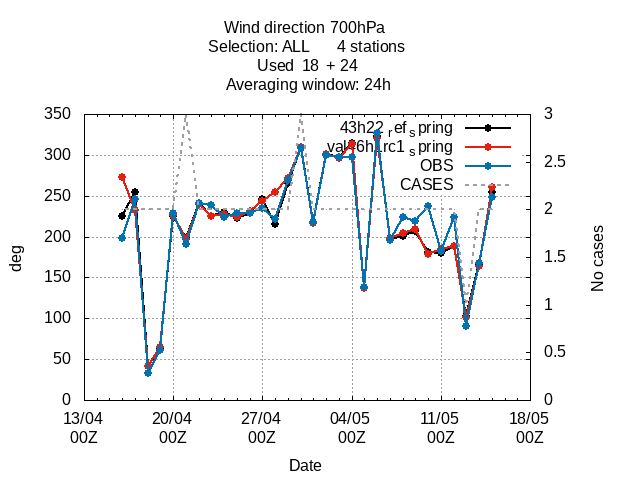 Wind direction 700hPa
Selection: ALL 4 stations
Used 18 + 24
Averaging window: 24h
350
300
250
200
150
100
50
0
deg
3
2.5
2
1.5
1
0.5
0
No cases
43h22_ref_spring
OBS
CASES
13/04 20/04 27/04 04/05 11/05 18/05
00Z 00Z 00Z 00Z 00Z 00Z
Date